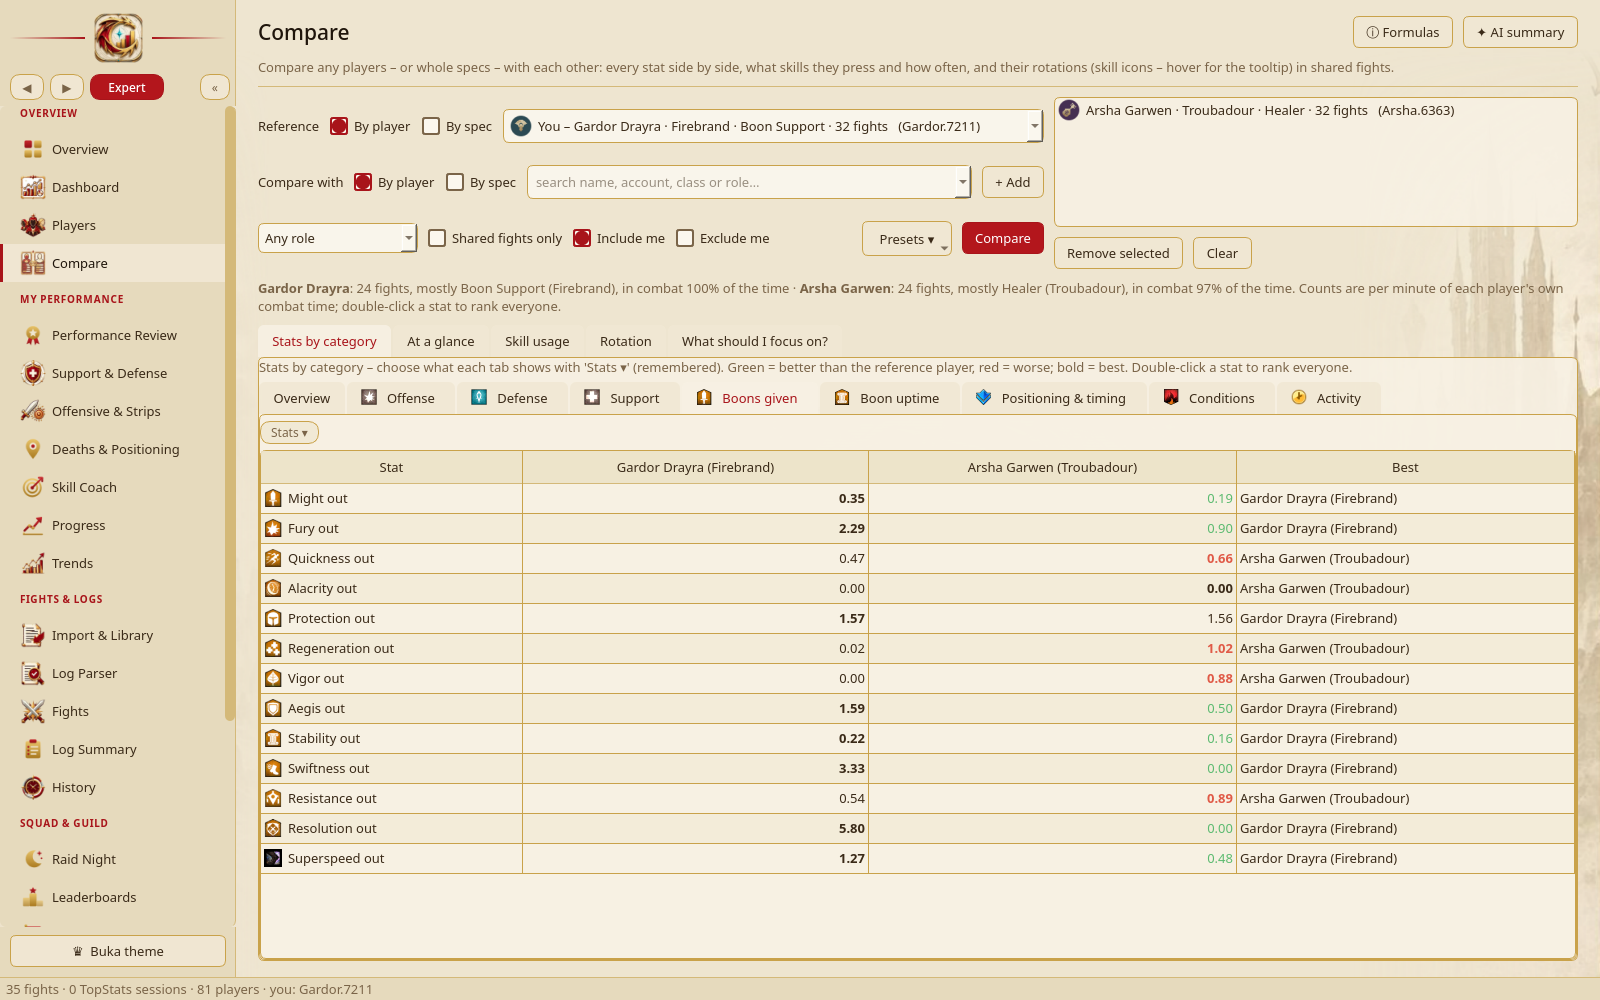 Compare
ⓘ Formulas
✦ AI summary
Compare any players – or whole specs – with each other: every stat side by side, what skills they press and how often, and their rotations (skill icons – hover for the tooltip) in shared fights.
◀ ▶ Expert «
OVERVIEW
Overview
Dashboard
Players
Compare
MY PERFORMANCE
Performance Review
Support & Defense
Offensive & Strips
Deaths & Positioning
Skill Coach
Progress
Trends
FIGHTS & LOGS
Import & Library
Log Parser
Fights
Log Summary
History
SQUAD & GUILD
Raid Night
Leaderboards
♛ Buka theme
Reference By player By spec You – Gardor Drayra · Firebrand · Boon Support · 32 fights (Gardor.7211)
Compare with By player By spec search name, account, class or role... + Add
Any role Shared fights only Include me Exclude me Presets ▾ Compare
Arsha Garwen · Troubadour · Healer · 32 fights (Arsha.6363)
Remove selected Clear
Gardor Drayra: 24 fights, mostly Boon Support (Firebrand), in combat 100% of the time · Arsha Garwen: 24 fights, mostly Healer (Troubadour), in combat 97% of the time. Counts are per minute of each player's own
combat time; double-click a stat to rank everyone.
Stats by category At a glance Skill usage Rotation What should I focus on?
Stats by category – choose what each tab shows with 'Stats ▾' (remembered). Green = better than the reference player, red = worse; bold = best. Double-click a stat to rank everyone.
Overview Offense Defense Support Boons given Boon uptime Positioning & timing Conditions Activity
Stats ▾
Stat Gardor Drayra (Firebrand) Arsha Garwen (Troubadour) Best
Might out 0.35 0.19 Gardor Drayra (Firebrand)
Fury out 2.29 0.90 Gardor Drayra (Firebrand)
Quickness out 0.47 0.66 Arsha Garwen (Troubadour)
Alacrity out 0.00 0.00 Arsha Garwen (Troubadour)
Protection out 1.57 1.56 Gardor Drayra (Firebrand)
Regeneration out 0.02 1.02 Arsha Garwen (Troubadour)
Vigor out 0.00 0.88 Arsha Garwen (Troubadour)
Aegis out 1.59 0.50 Gardor Drayra (Firebrand)
Stability out 0.22 0.16 Gardor Drayra (Firebrand)
Swiftness out 3.33 0.00 Gardor Drayra (Firebrand)
Resistance out 0.54 0.89 Arsha Garwen (Troubadour)
Resolution out 5.80 0.00 Gardor Drayra (Firebrand)
Superspeed out 1.27 0.48 Gardor Drayra (Firebrand)
35 fights · 0 TopStats sessions · 81 players · you: Gardor.7211